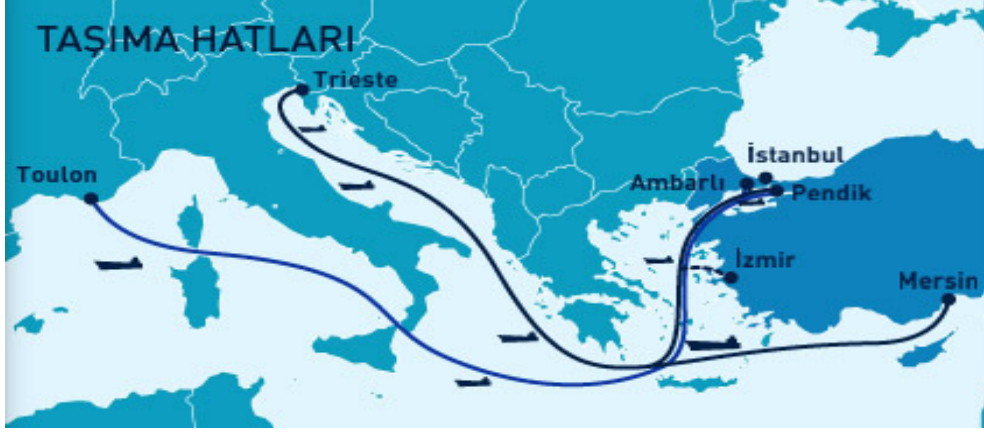 TAŞIMA HATLARI
Trieste
Toulon
İstanbul
Ambarlı
Pendik
İzmir
Mersin